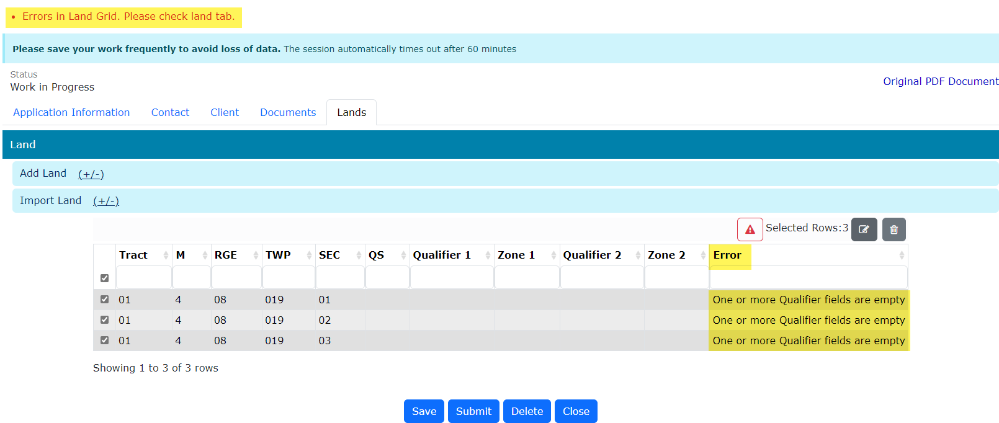 • Errors in Land Grid. Please check land tab.
Please save your work frequently to avoid loss of data. The session automatically times out after 60 minutes
Status
Work in Progress
Original PDF Document
Application Information Contact Client Documents Lands
Land
Add Land (+/-)
Import Land (+/-)
Selected Rows:3
Tract M RGE TWP SEC QS Qualifier 1 Zone 1 Qualifier 2 Zone 2 Error
01 4 08 019 01 One or more Qualifier fields are empty
01 4 08 019 02 One or more Qualifier fields are empty
01 4 08 019 03 One or more Qualifier fields are empty
Showing 1 to 3 of 3 rows
Save Submit Delete Close